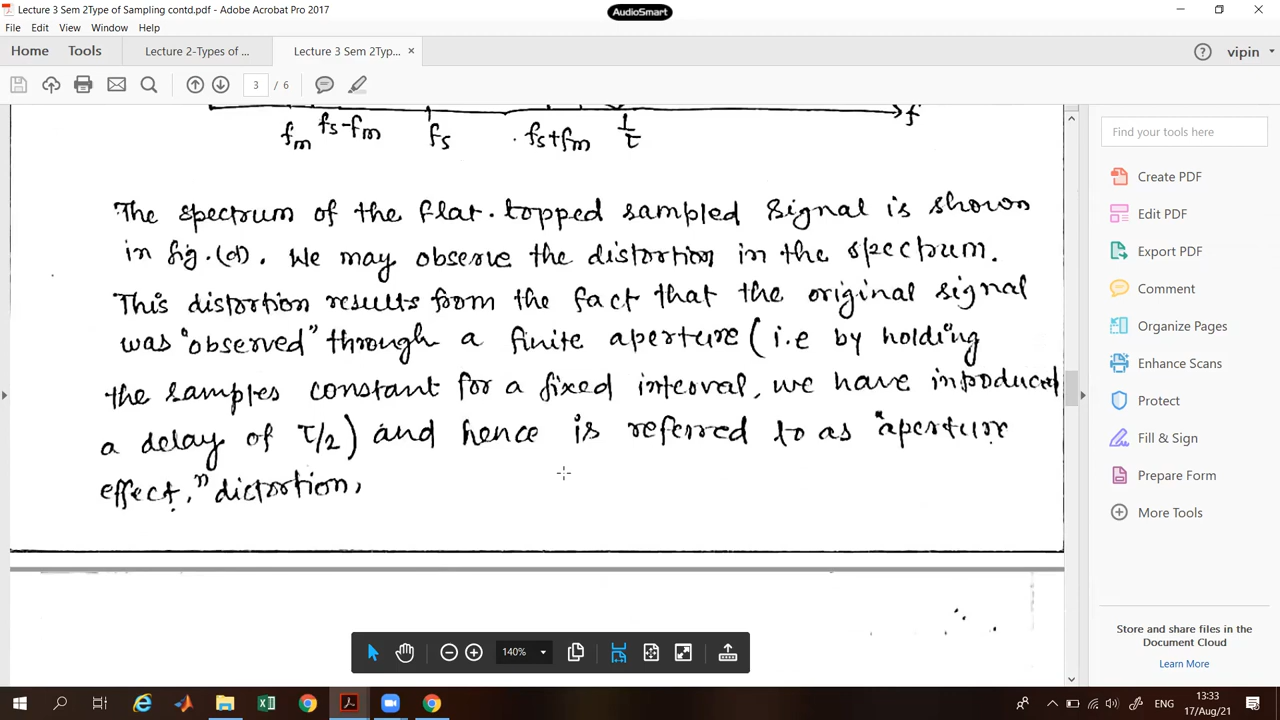 Lecture 3 Sem 2Type of Sampling contd.pdf - Adobe Acrobat Pro 2017
AudioSmart
File Edit View Window Help
Home Tools Lecture 2-Types of ... Lecture 3 Sem 2Typ... × vipin
3 / 6
fm fs-fm fs fs+fm 1/τ f
The spectrum of the flat-topped sampled signal is shown
in fig.(d). We may observe the distortion in the spectrum.
This distortion results from the fact that the original signal
was "observed" through a finite aperture (i.e by holding
the samples constant for a fixed interval, we have introduced
a delay of τ/2) and hence is referred to as "aperture
effect," dictortion,
140%
Find your tools here
Create PDF
Edit PDF
Export PDF
Comment
Organize Pages
Enhance Scans
Protect
Fill & Sign
Prepare Form
More Tools
Store and share files in the
Document Cloud
Learn More
ENG
13:33
17/Aug/21